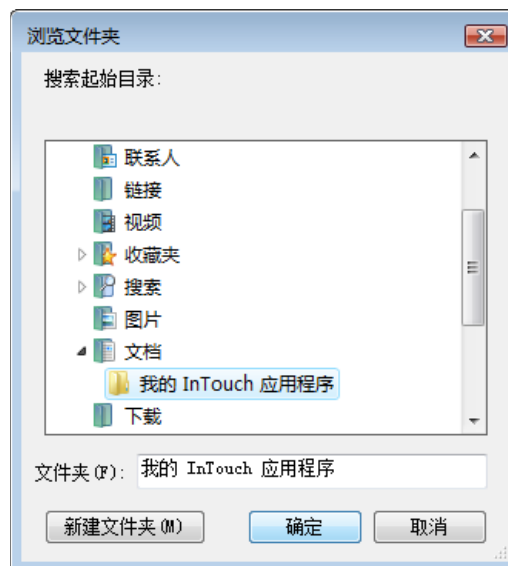 浏览文件夹
搜索起始目录:
联系人
链接
视频
收藏夹
搜索
图片
文档
我的 InTouch 应用程序
下载
文件夹(F): 我的 InTouch 应用程序
新建文件夹(M) 确定 取消